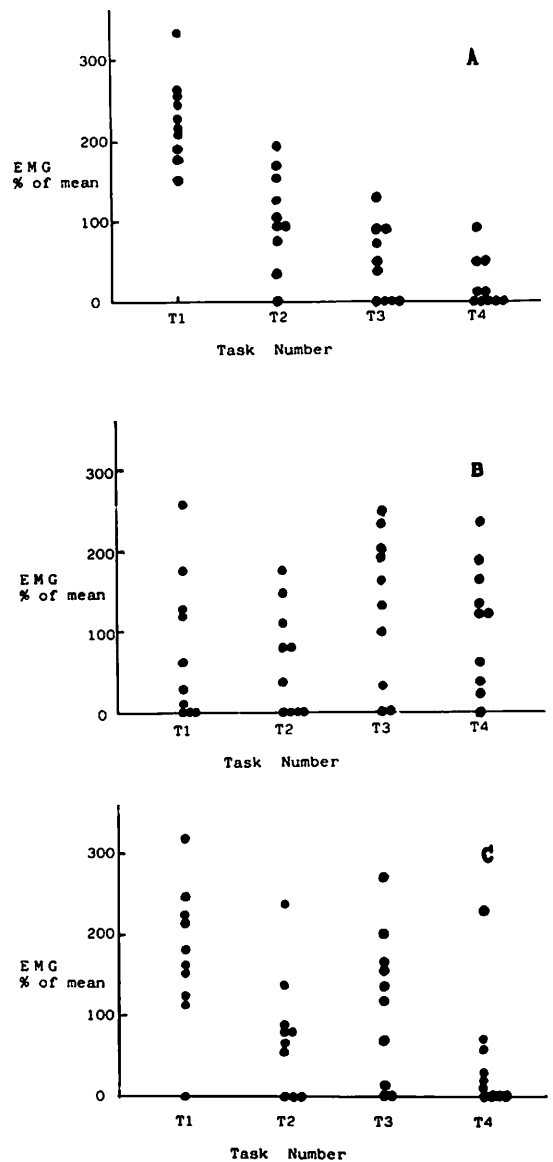 A
300
200
EMG
% of mean
100
0
T1 T2 T3 T4
Task Number
B
300
200
EMG
% of mean
100
0
T1 T2 T3 T4
Task Number
C
300
200
EMG
% of mean
100
0
T1 T2 T3 T4
Task Number